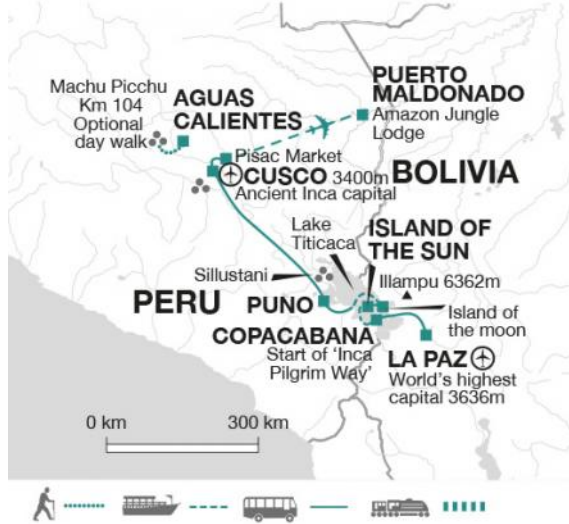 Machu Picchu
Km 104
Optional
day walk
AGUAS
CALIENTES
PUERTO
MALDONADO
Amazon Jungle
Lodge
Pisac Market
CUSCO 3400m
Ancient Inca capital
BOLIVIA
Lake
Titicaca
ISLAND OF
THE SUN
Sillustani
Illampu 6362m
PERU
PUNO
Island of
the moon
COPACABANA
Start of ‘Inca
Pilgrim Way’
LA PAZ
World’s highest
capital 3636m
0 km
300 km